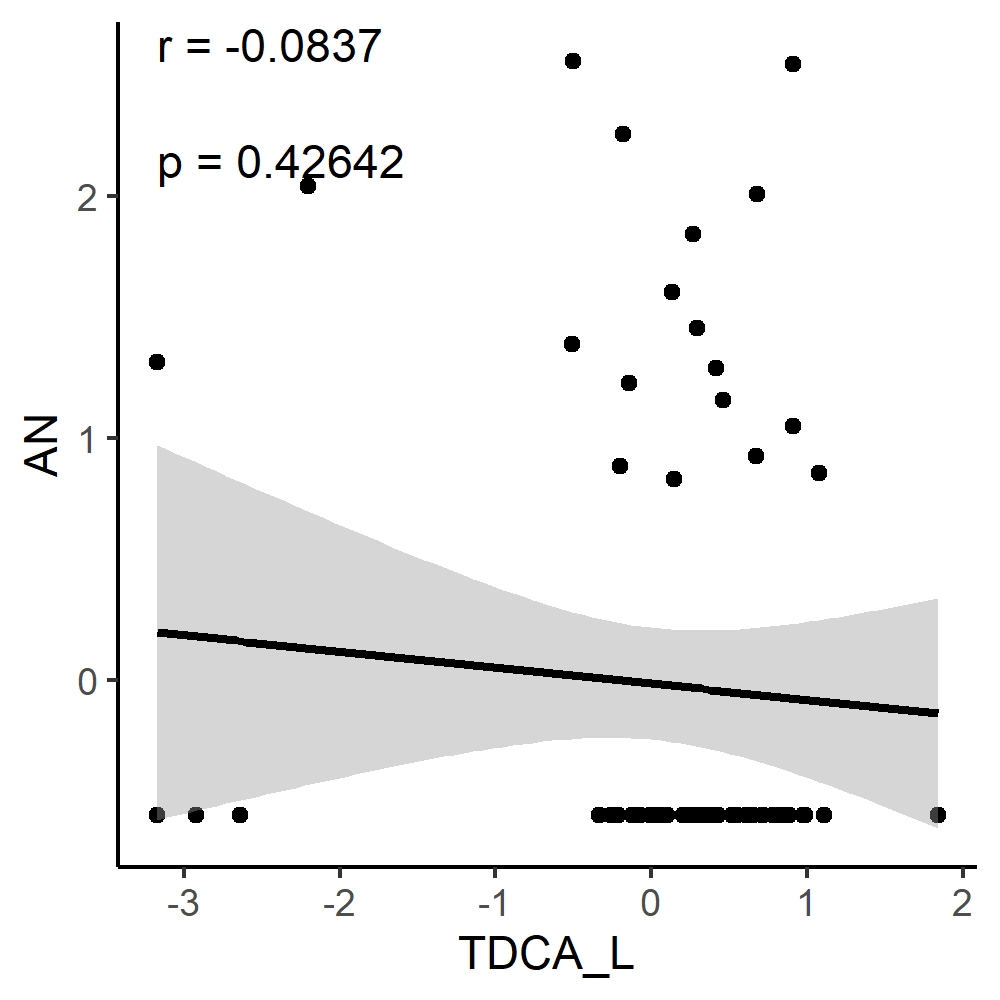 r = -0.0837
p = 0.42642
2
1
0
AN
-3 -2 -1 0 1 2
TDCA_L